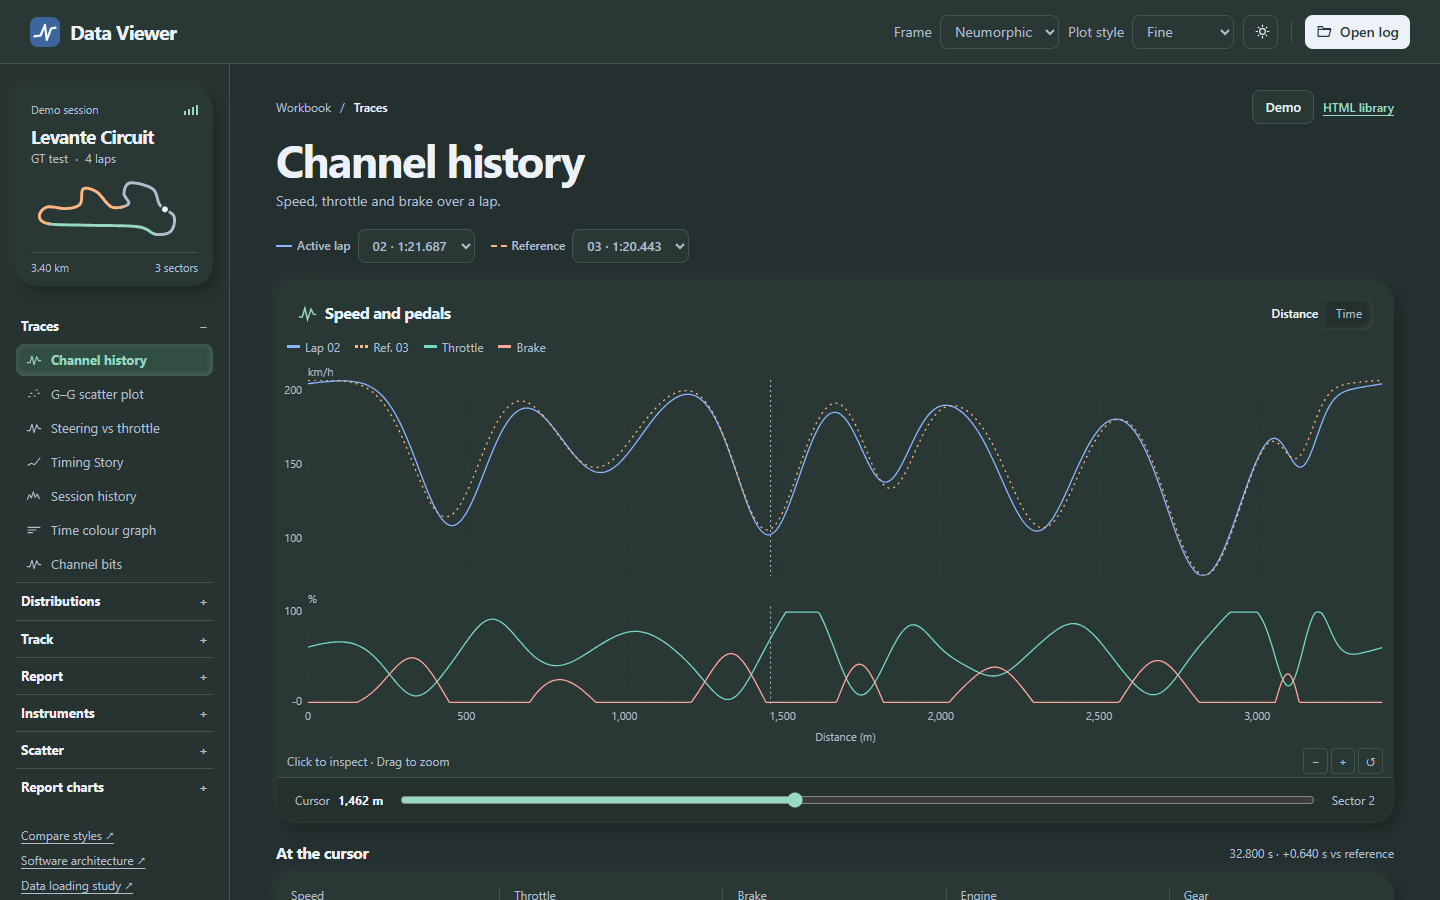 Data Viewer
Frame Neumorphic Plot style Fine Open log
Demo session
Levante Circuit
GT test · 4 laps
3.40 km 3 sectors
Traces −
Channel history
G–G scatter plot
Steering vs throttle
Timing Story
Session history
Time colour graph
Channel bits
Distributions +
Track +
Report +
Instruments +
Scatter +
Report charts +
Compare styles ↗
Software architecture ↗
Data loading study ↗
Workbook / Traces
Demo HTML library
Channel history
Speed, throttle and brake over a lap.
Active lap 02 · 1:21.687 Reference 03 · 1:20.443
Speed and pedals
Distance Time
Lap 02 Ref. 03 Throttle Brake
km/h
200
150
100
%
100
-0
0 500 1,000 1,500 2,000 2,500 3,000
Distance (m)
Click to inspect · Drag to zoom
− + ↺
Cursor 1,462 m Sector 2
At the cursor
32.800 s · +0.640 s vs reference
Speed Throttle Brake Engine Gear